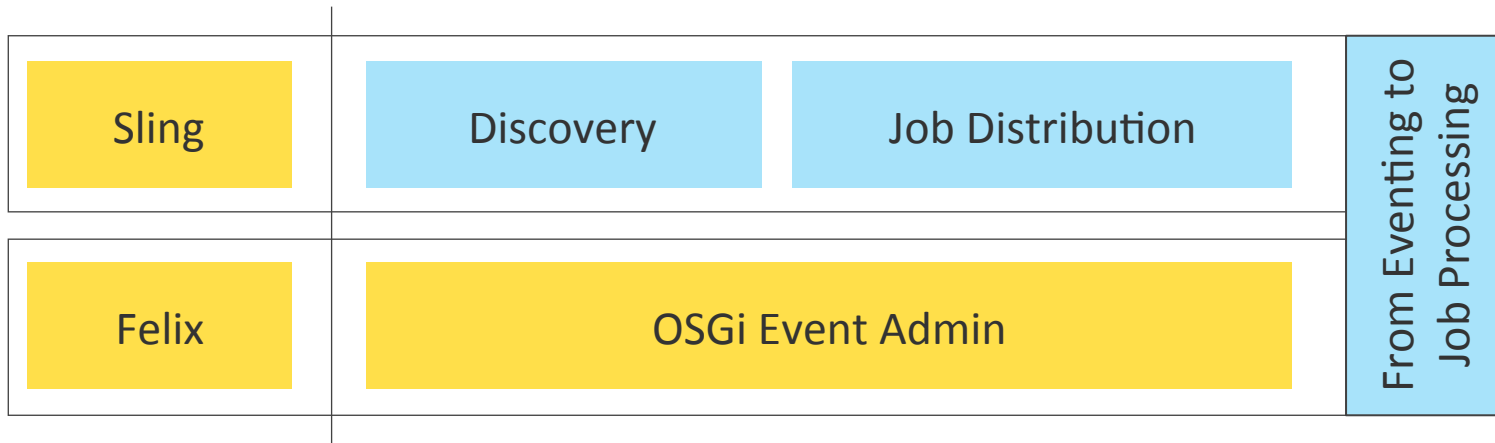 Sling
Discovery
Job Distribution
Felix
OSGi Event Admin
From Eventing to
Job Processing